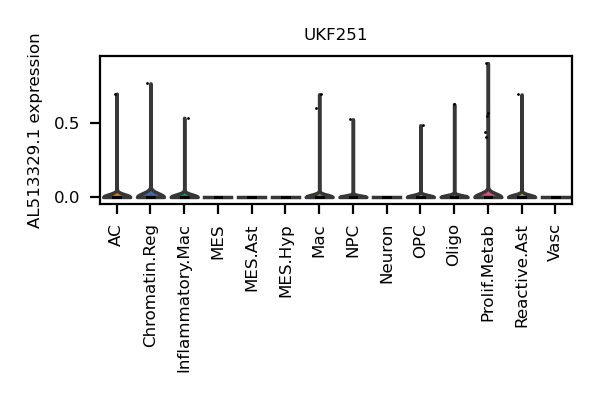 UKF251
AL513329.1 expression
0.5
0.0
AC
Chromatin.Reg
Inflammatory.Mac
MES
MES.Ast
MES.Hyp
Mac
NPC
Neuron
OPC
Oligo
Prolif.Metab
Reactive.Ast
Vasc